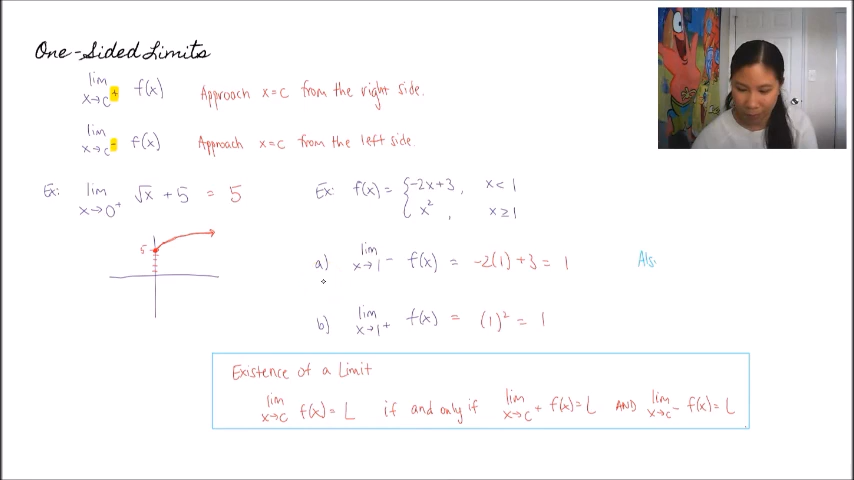 One-Sided Limits
lim x→c⁺ f(x) Approach x=c from the right side.
lim x→c⁻ f(x) Approach x=c from the left side.
Ex: lim x→0⁺ √x + 5 = 5
5
Ex: f(x) = { -2x+3, x<1
x², x≥1
a) lim x→1⁻ f(x) = -2(1)+3 = 1
Als
b) lim x→1⁺ f(x) = (1)² = 1
Existence of a Limit
lim x→c f(x)=L if and only if lim x→c⁺ f(x)=L AND lim x→c⁻ f(x)=L